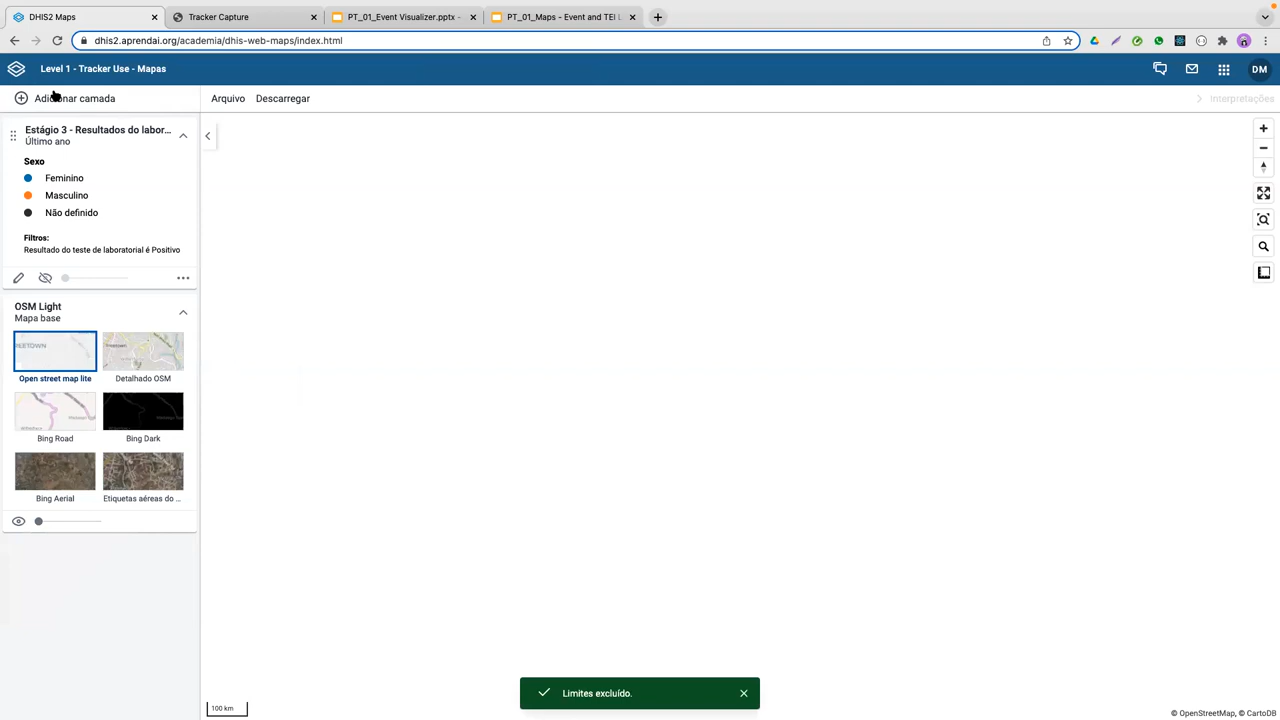 DHIS2 Maps
Tracker Capture
PT_01_Event Visualizer.pptx -
PT_01_Maps - Event and TEI L
dhis2.aprendai.org/academia/dhis-web-maps/index.html
Level 1 - Tracker Use - Mapas
DM
Adicionar camada
Arquivo
Descarregar
Interpretações
Estágio 3 - Resultados do labor...
Último ano
Sexo
Feminino
Masculino
Não definido
Filtros:
Resultado do teste de laboratorial é Positivo
OSM Light
Mapa base
Open street map lite
Detalhado OSM
Bing Road
Bing Dark
Bing Aerial
Etiquetas aéreas do ...
Limites excluído.
100 km
© OpenStreetMap, © CartoDB